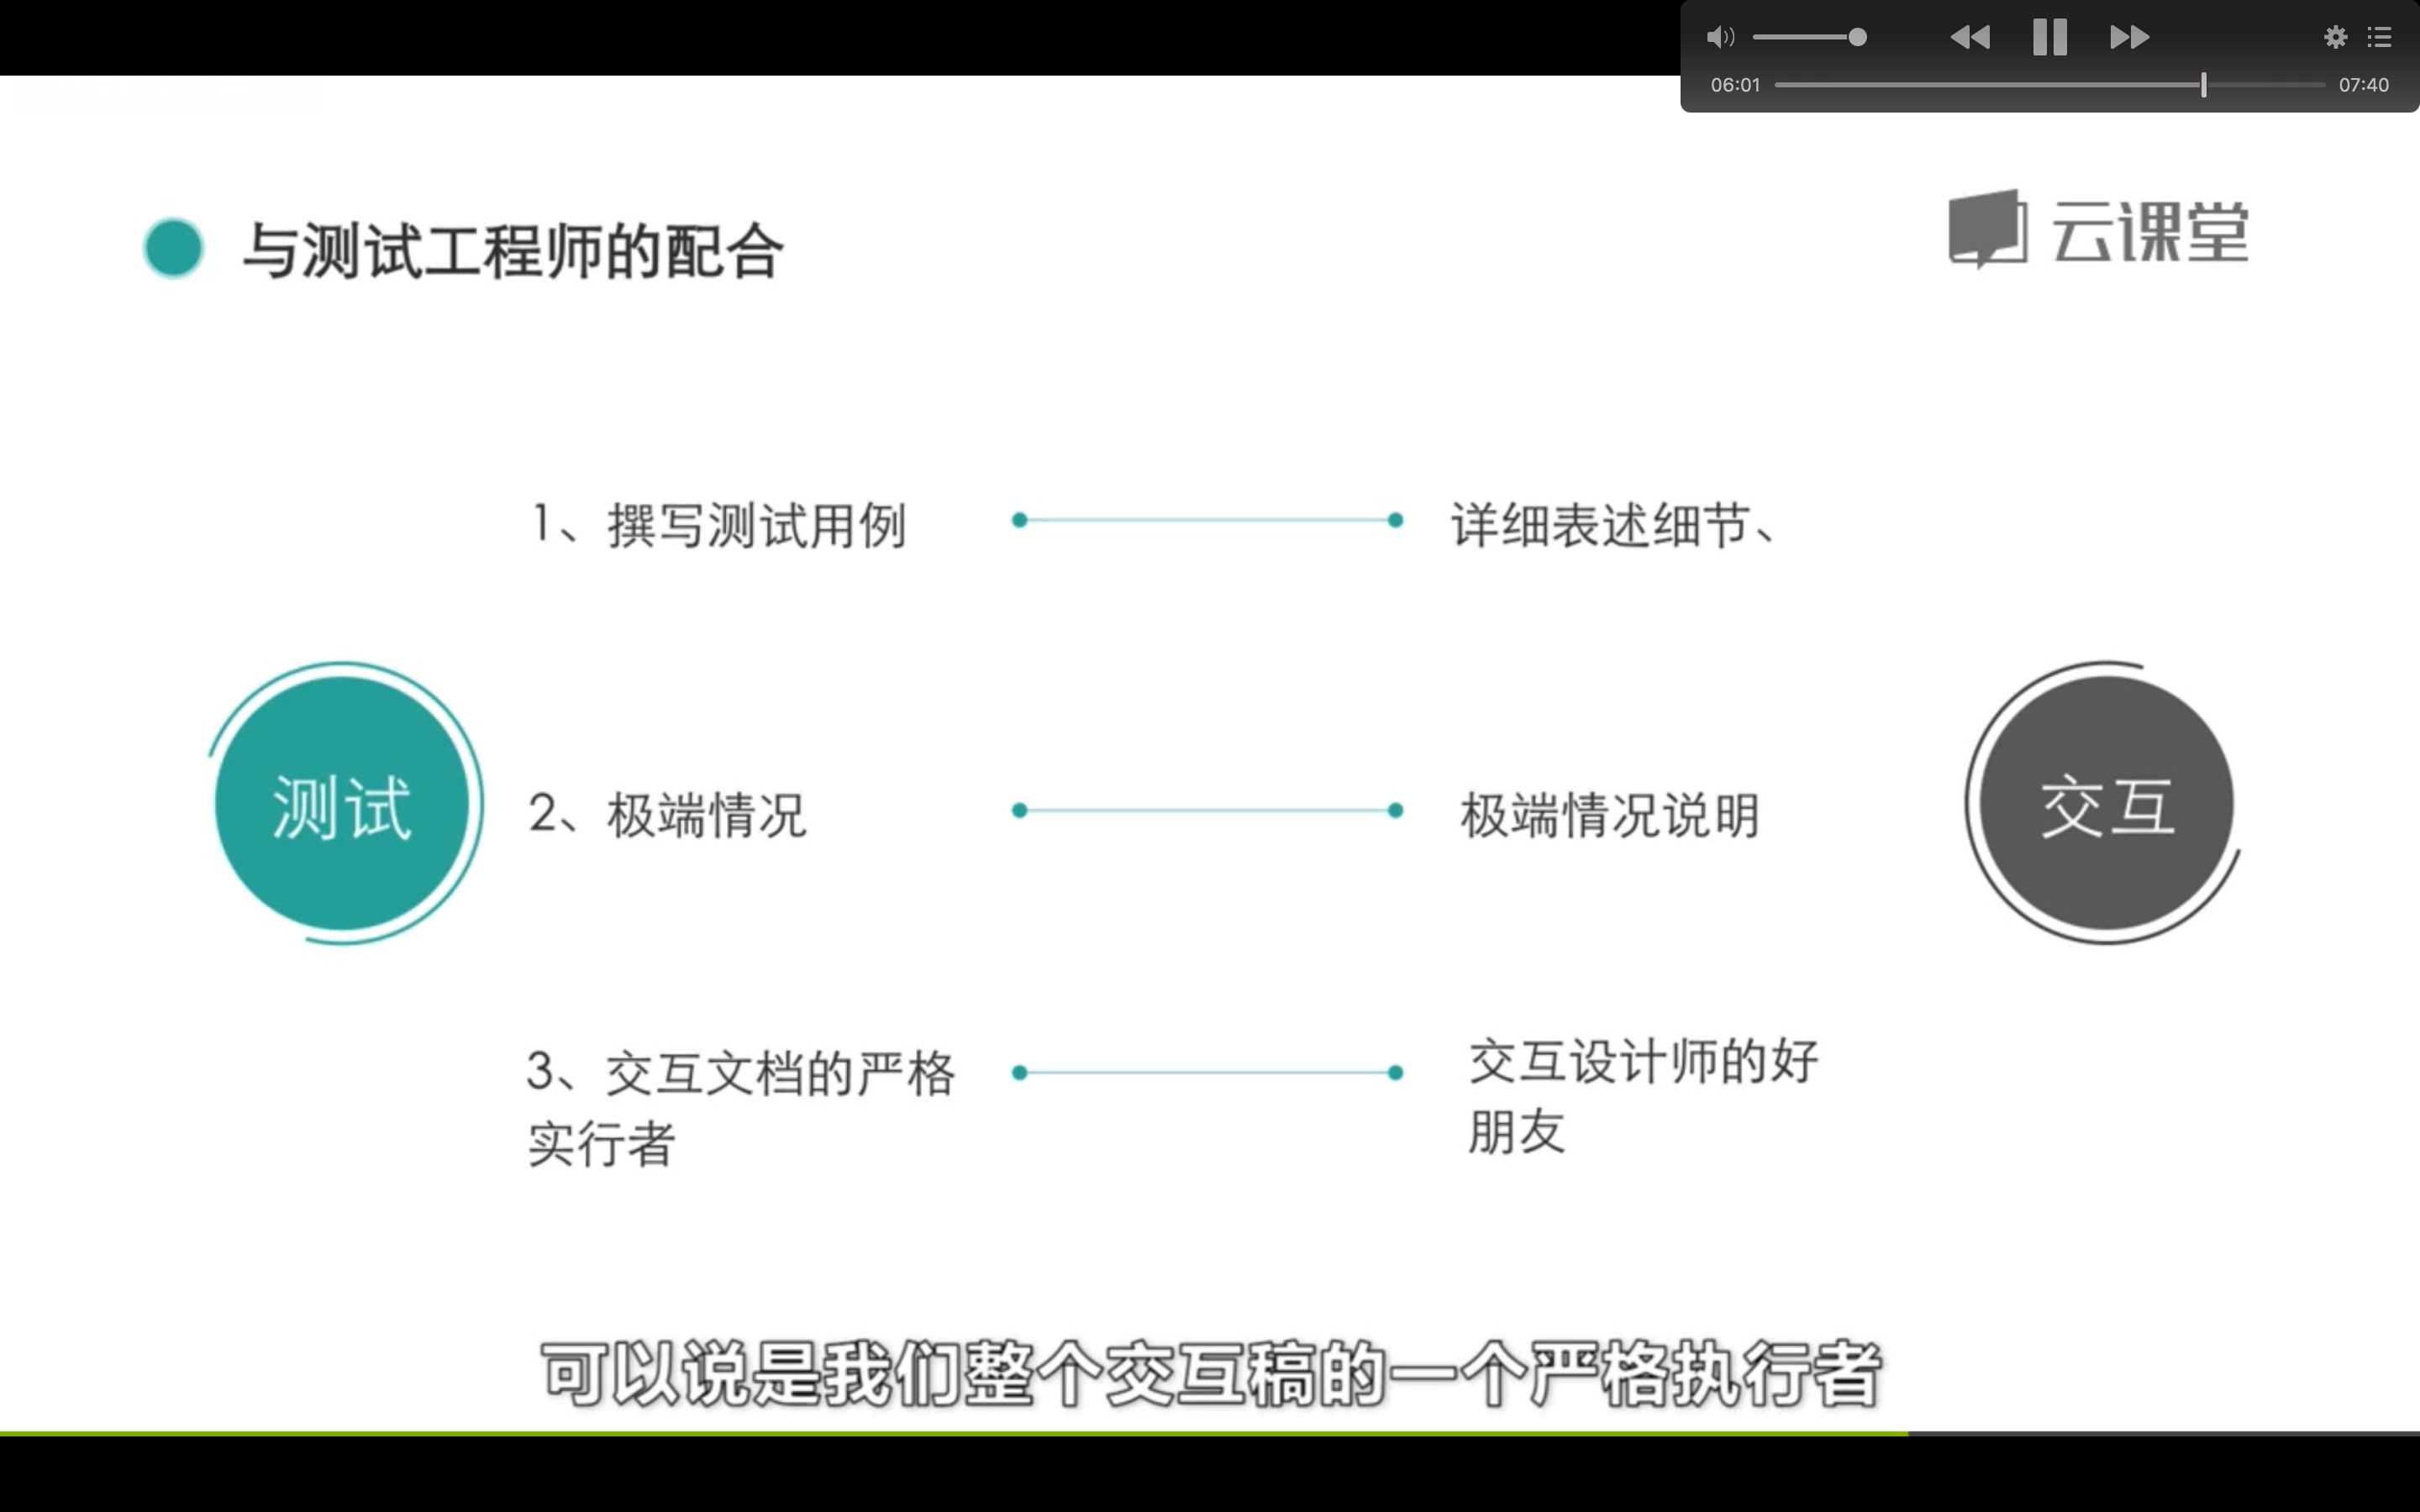 06:01
07:40
与测试工程师的配合
云课堂
1、撰写测试用例
详细表述细节、
测试
2、极端情况
极端情况说明
交互
3、交互文档的严格
实行者
交互设计师的好
朋友
可以说是我们整个交互稿的一个严格执行者